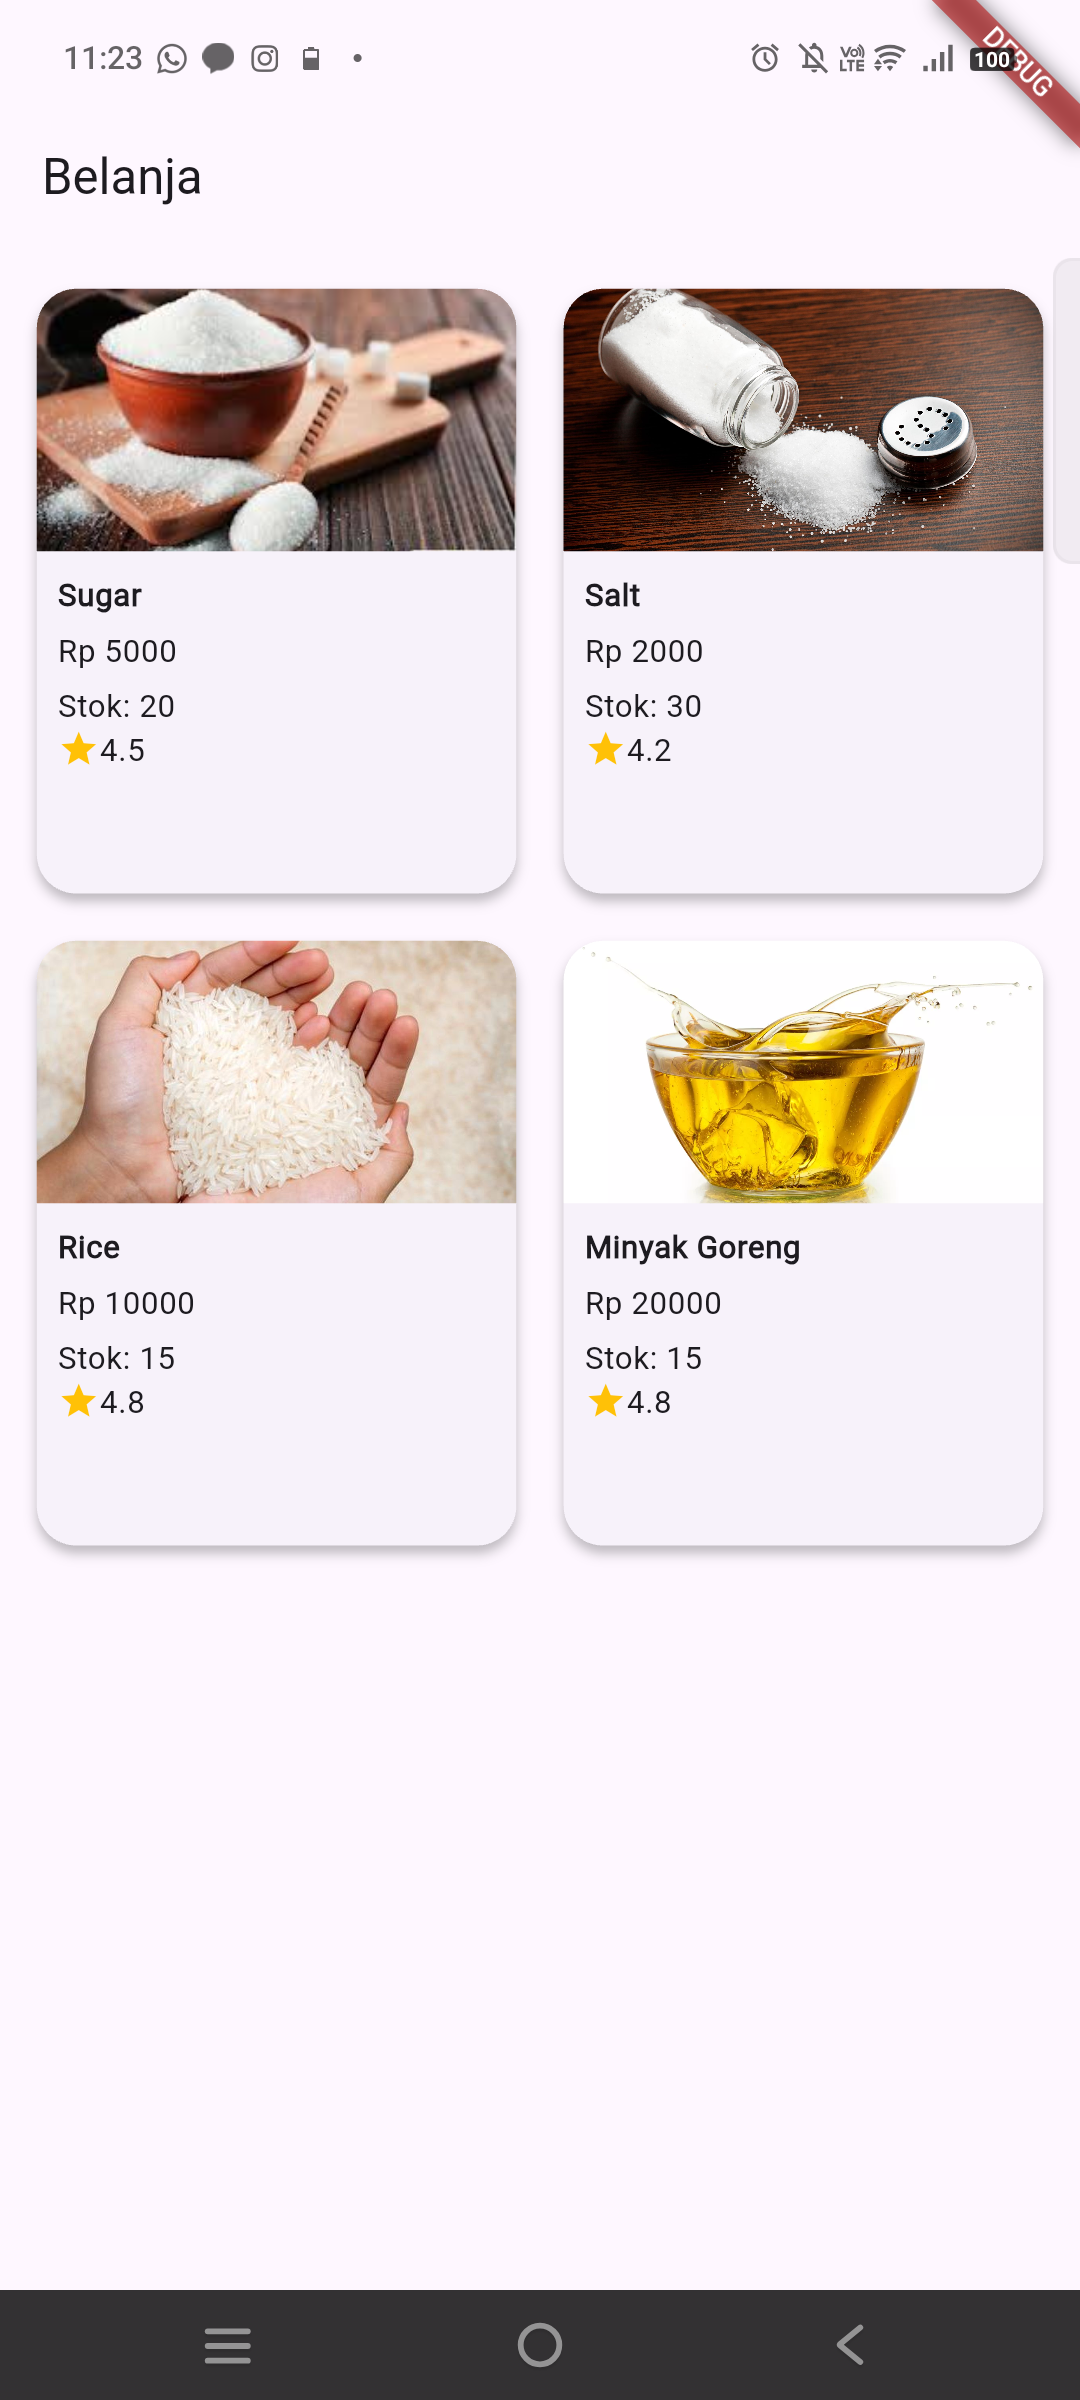 11:23
Vo) LTE
100
DEBUG
Belanja
Sugar
Rp 5000
Stok: 20
4.5
Salt
Rp 2000
Stok: 30
4.2
Rice
Rp 10000
Stok: 15
4.8
Minyak Goreng
Rp 20000
Stok: 15
4.8